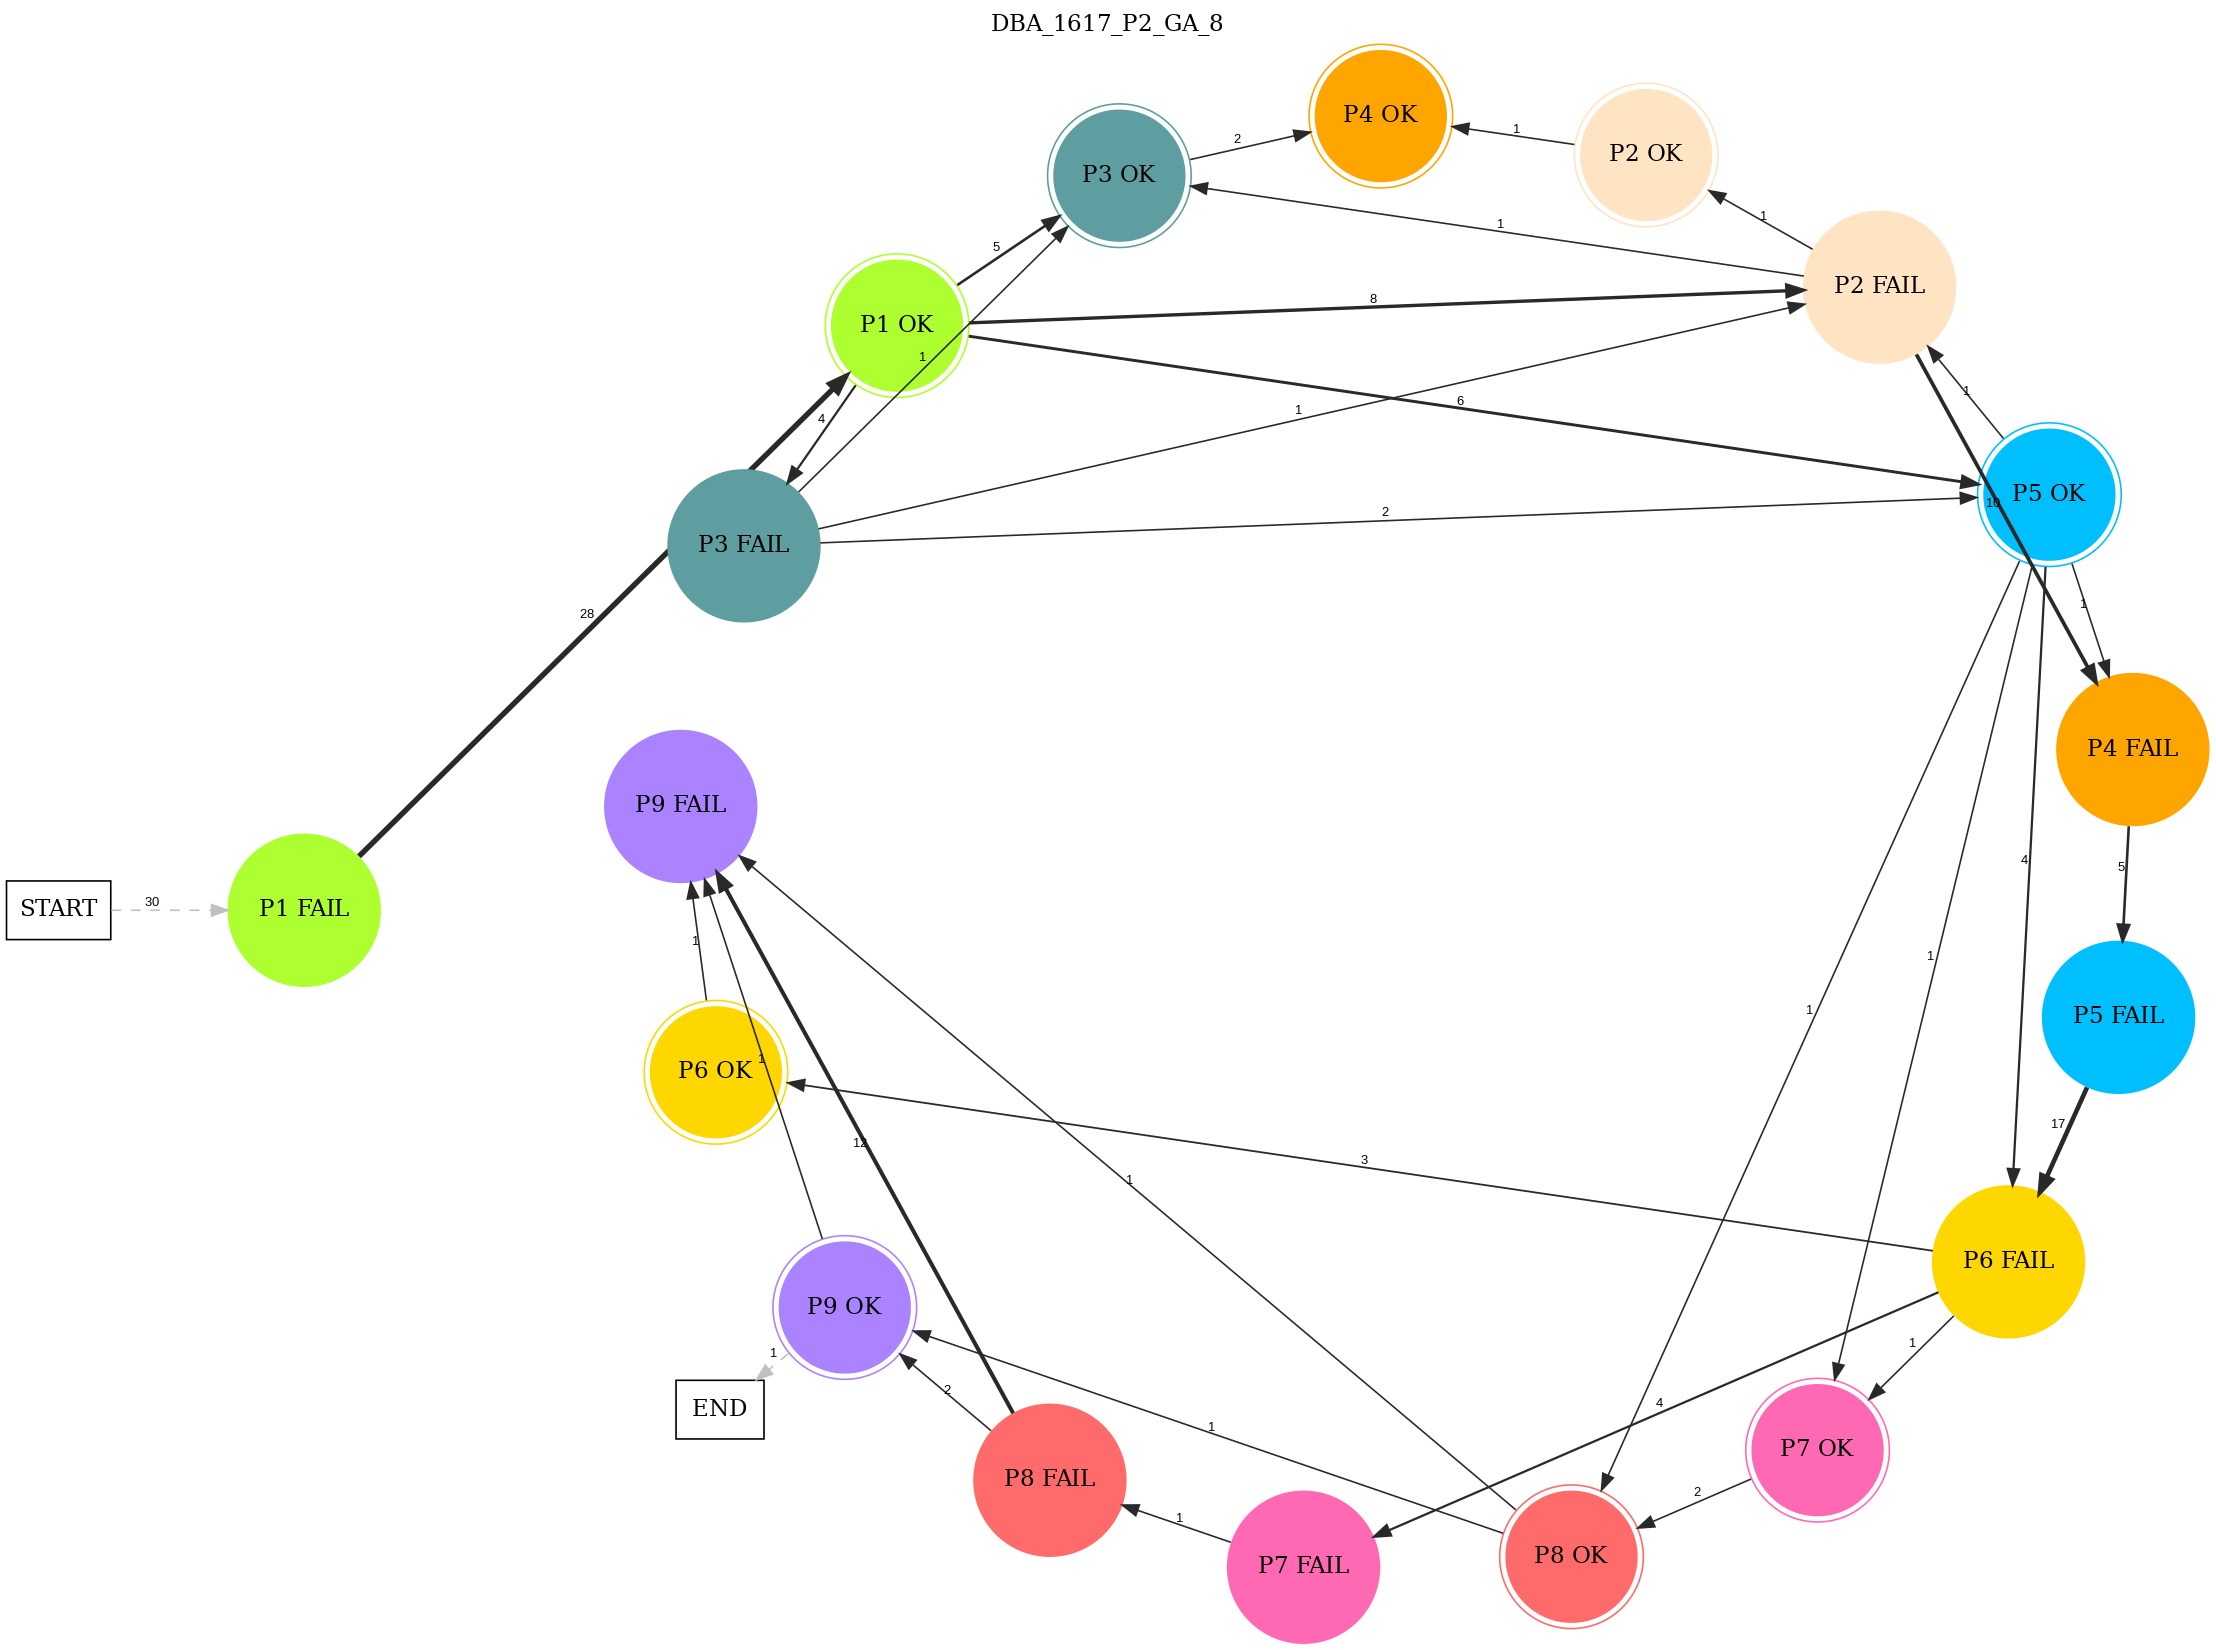 DBA_1617_P2_GA_8
P4 OK
1
2
P2 OK
P3 OK
1
1
5
P2 FAIL
8
P1 OK
1
1
6
4
1
P5 OK
10
2
P3 FAIL
1
28
P4 FAIL
P9 FAIL
4
5
START
30
P1 FAIL
1
1
1
P5 FAIL
1
P6 OK
17
12
3
1
P6 FAIL
P9 OK
1
1
2
4
END
1
P7 OK
P8 FAIL
2
1
P8 OK
P7 FAIL